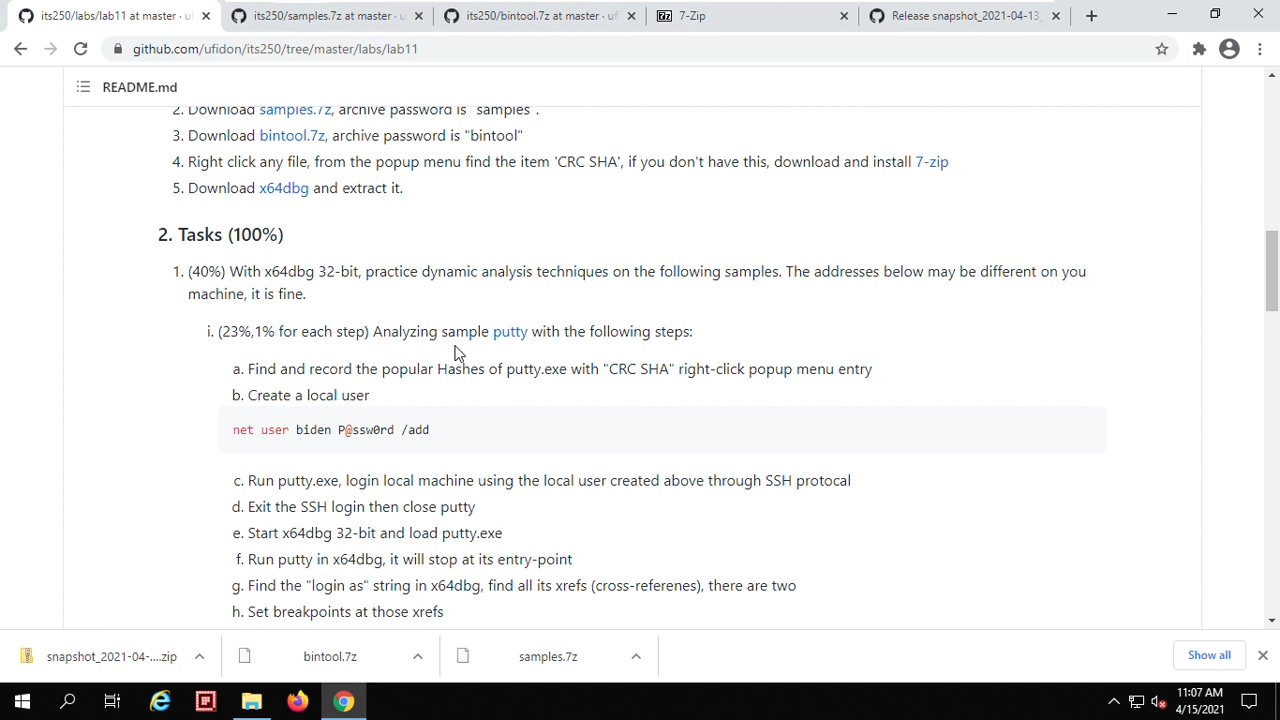 its250/labs/lab11 at master · uf
its250/samples.7z at master · u
its250/bintool.7z at master · ufi
7-Zip
Release snapshot_2021-04-13_
github.com/ufidon/its250/tree/master/labs/lab11
README.md
2. Download samples.7z, archive password is "samples".
3. Download bintool.7z, archive password is "bintool"
4. Right click any file, from the popup menu find the item 'CRC SHA', if you don't have this, download and install 7-zip
5. Download x64dbg and extract it.
2. Tasks (100%)
1. (40%) With x64dbg 32-bit, practice dynamic analysis techniques on the following samples. The addresses below may be different on you
machine, it is fine.
i. (23%,1% for each step) Analyzing sample putty with the following steps:
a. Find and record the popular Hashes of putty.exe with "CRC SHA" right-click popup menu entry
b. Create a local user
net user biden P@ssw0rd /add
c. Run putty.exe, login local machine using the local user created above through SSH protocal
d. Exit the SSH login then close putty
e. Start x64dbg 32-bit and load putty.exe
f. Run putty in x64dbg, it will stop at its entry-point
g. Find the "login as" string in x64dbg, find all its xrefs (cross-referenes), there are two
h. Set breakpoints at those xrefs
snapshot_2021-04-....zip
bintool.7z
samples.7z
Show all
11:07 AM
4/15/2021